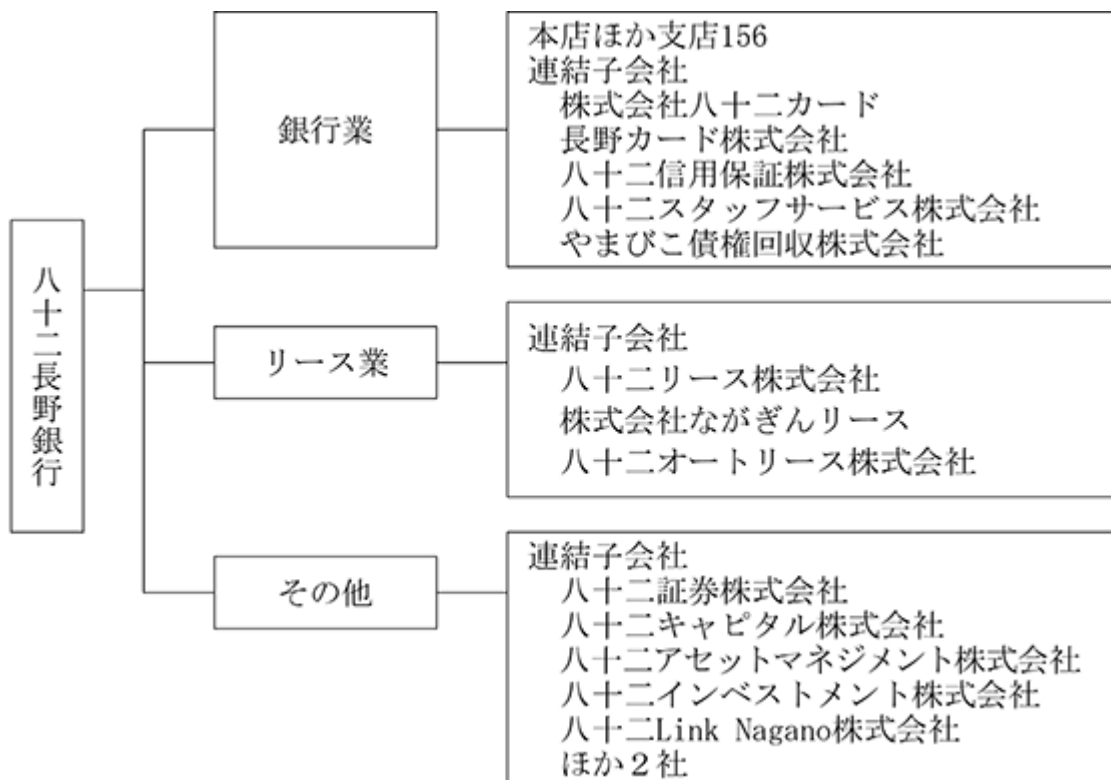 八十二長野銀行
銀行業
本店ほか支店156
連結子会社
株式会社八十二カード
長野カード株式会社
八十二信用保証株式会社
八十二スタッフサービス株式会社
やまびこ債権回収株式会社
リース業
連結子会社
八十二リース株式会社
株式会社ながぎんリース
八十二オートリース株式会社
その他
連結子会社
八十二証券株式会社
八十二キャピタル株式会社
八十二アセットマネジメント株式会社
八十二インベストメント株式会社
八十二Link Nagano株式会社
ほか２社